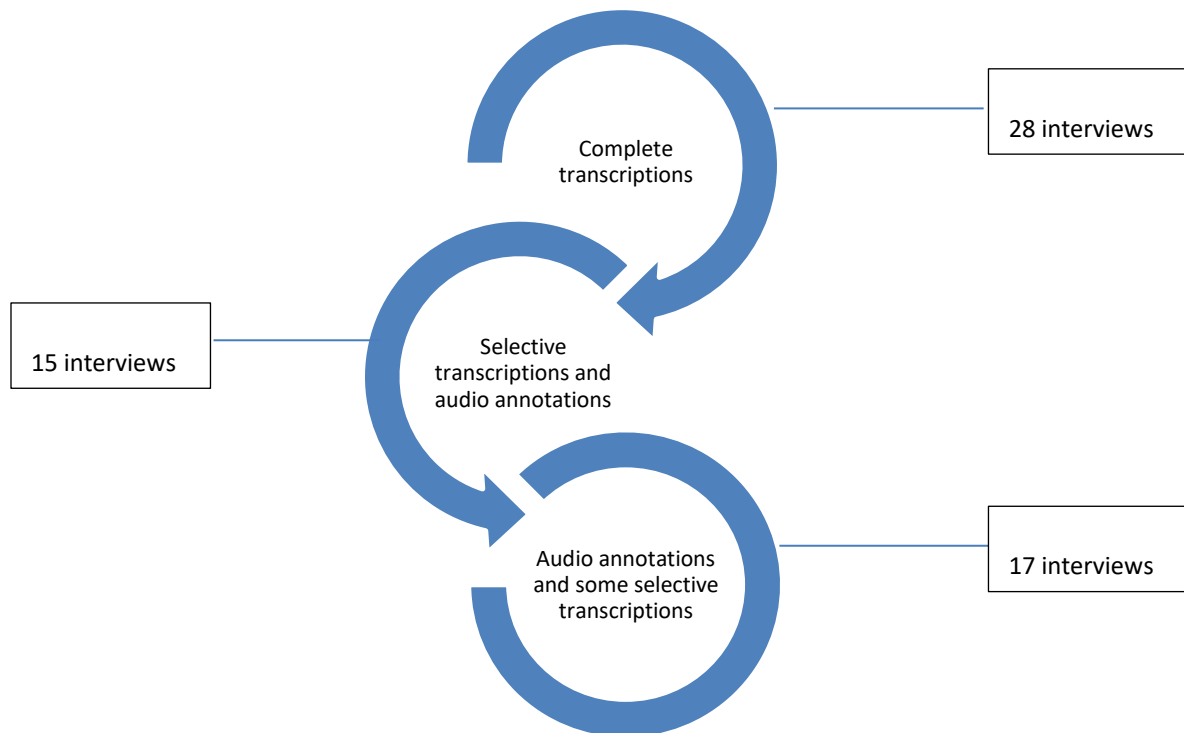 Complete
transcriptions
28 interviews
15 interviews
Selective
transcriptions and
audio annotations
Audio annotations
and some selective
transcriptions
17 interviews